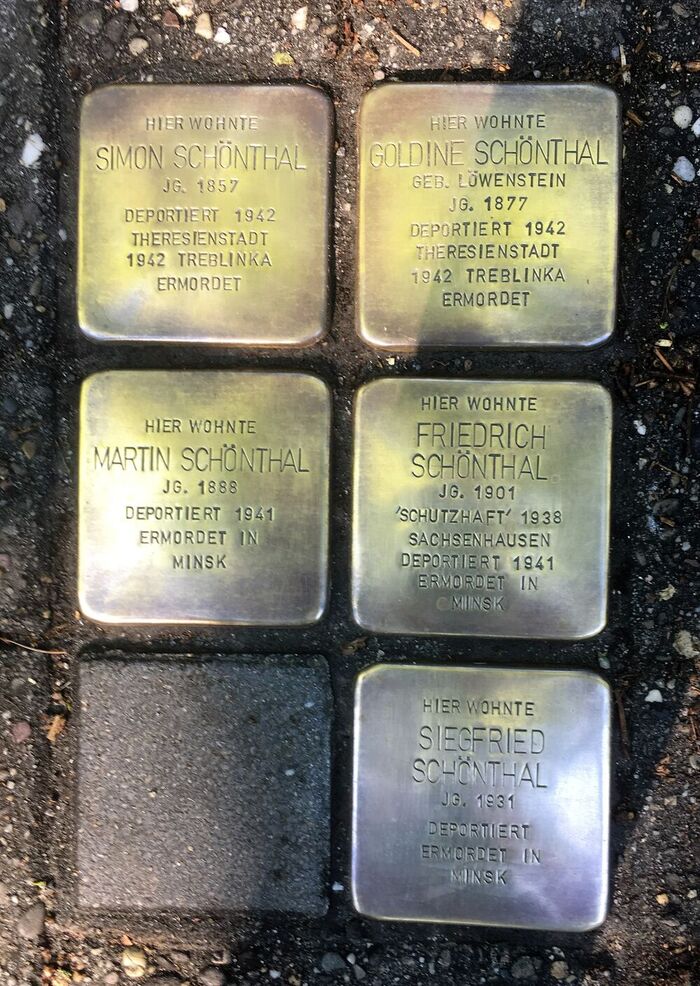 HIER WOHNTE
SIMON SCHÖNTHAL
JG. 1857
DEPORTIERT 1942
THERESIENSTADT
1942 TREBLINKA
ERMORDET
HIER WOHNTE
GOLDINE SCHÖNTHAL
GEB. LÖWENSTEIN
JG. 1877
DEPORTIERT 1942
THERESIENSTADT
1942 TREBLINKA
ERMORDET
HIER WOHNTE
MARTIN SCHÖNTHAL
JG. 1888
DEPORTIERT 1941
ERMORDET IN
MINSK
HIER WOHNTE
FRIEDRICH
SCHÖNTHAL
JG. 1901
'SCHUTZHAFT' 1938
SACHSENHAUSEN
DEPORTIERT 1941
ERMORDET IN
MINSK
HIER WOHNTE
SIEGFRIED
SCHÖNTHAL
JG. 1931
DEPORTIERT
ERMORDET IN
MINSK